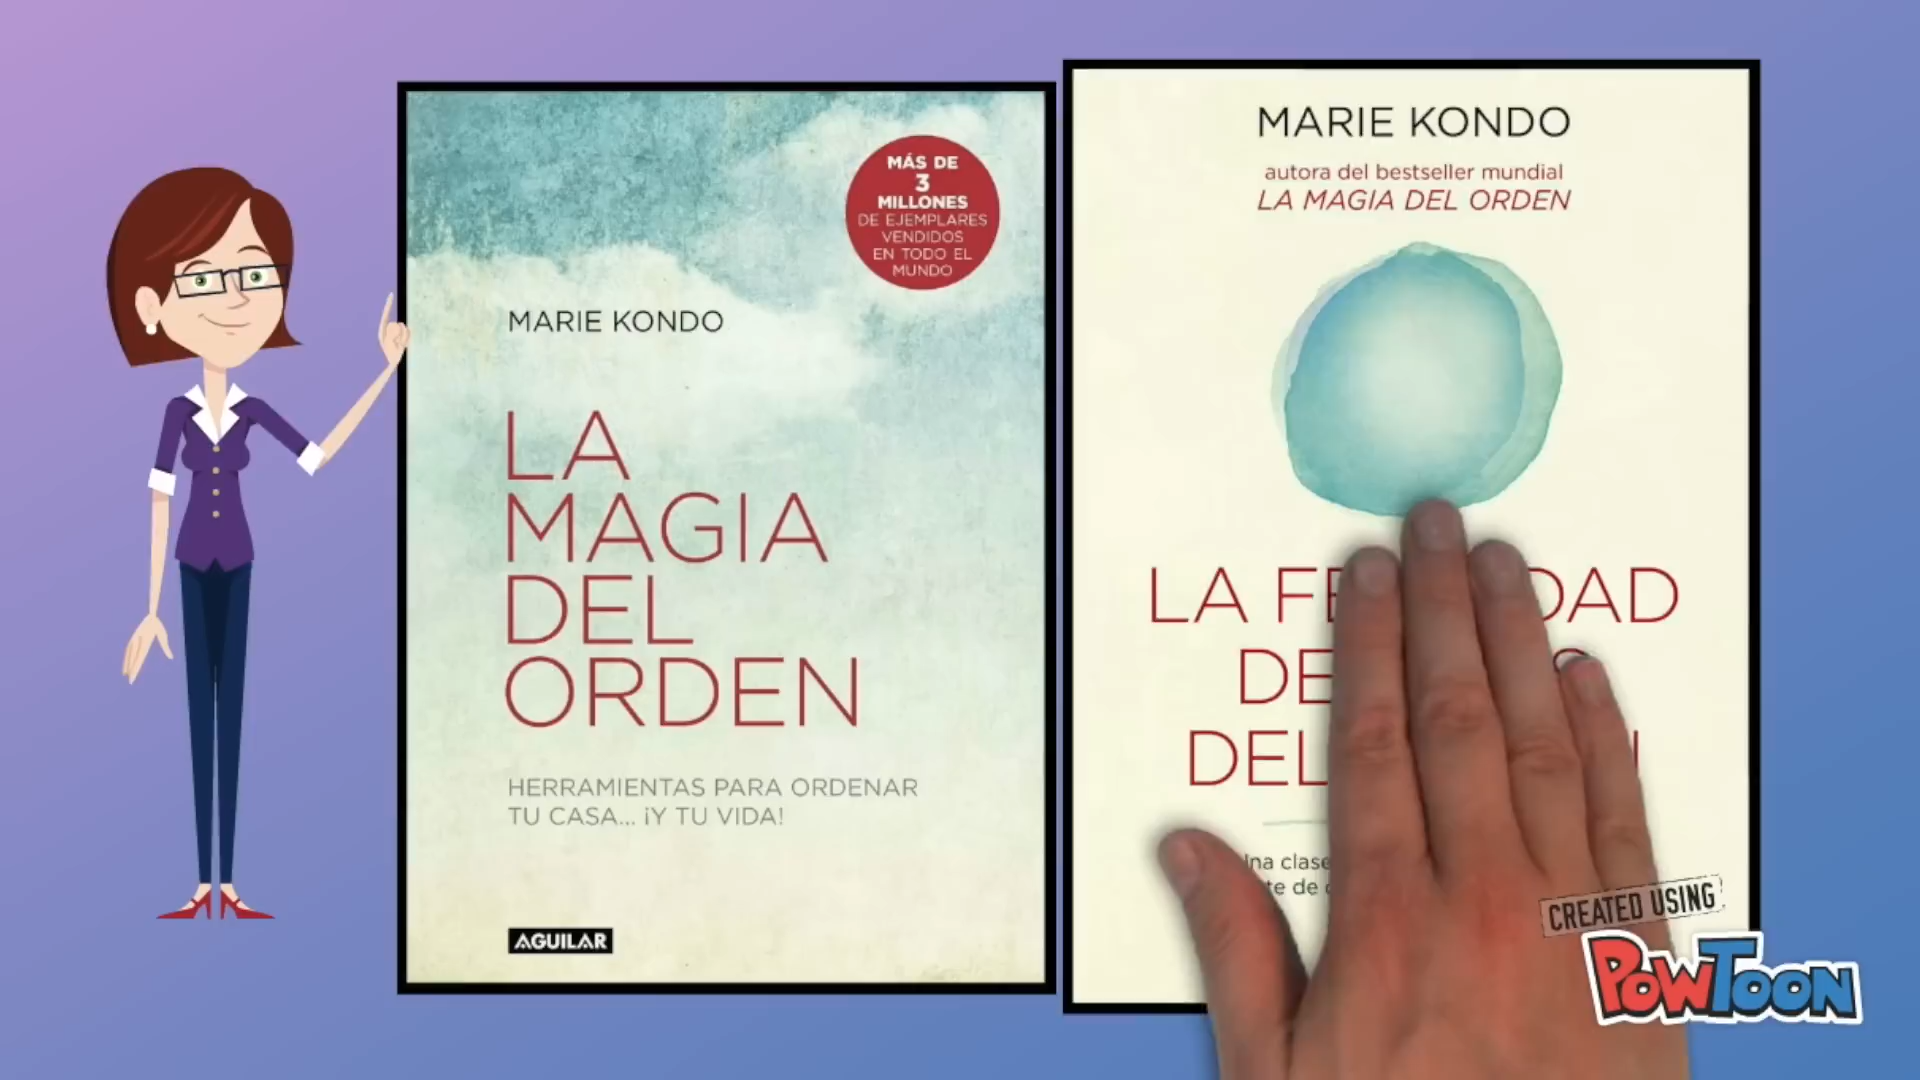 MÁS DE
3
MILLONES
DE EJEMPLARES
VENDIDOS
EN TODO EL
MUNDO
MARIE KONDO
LA
MAGIA
DEL
ORDEN
HERRAMIENTAS PARA ORDENAR
TU CASA... ¡Y TU VIDA!
AGUILAR
MARIE KONDO
autora del bestseller mundial
LA MAGIA DEL ORDEN
LA
DEL
clase
de
CREATED USING
POWTOON